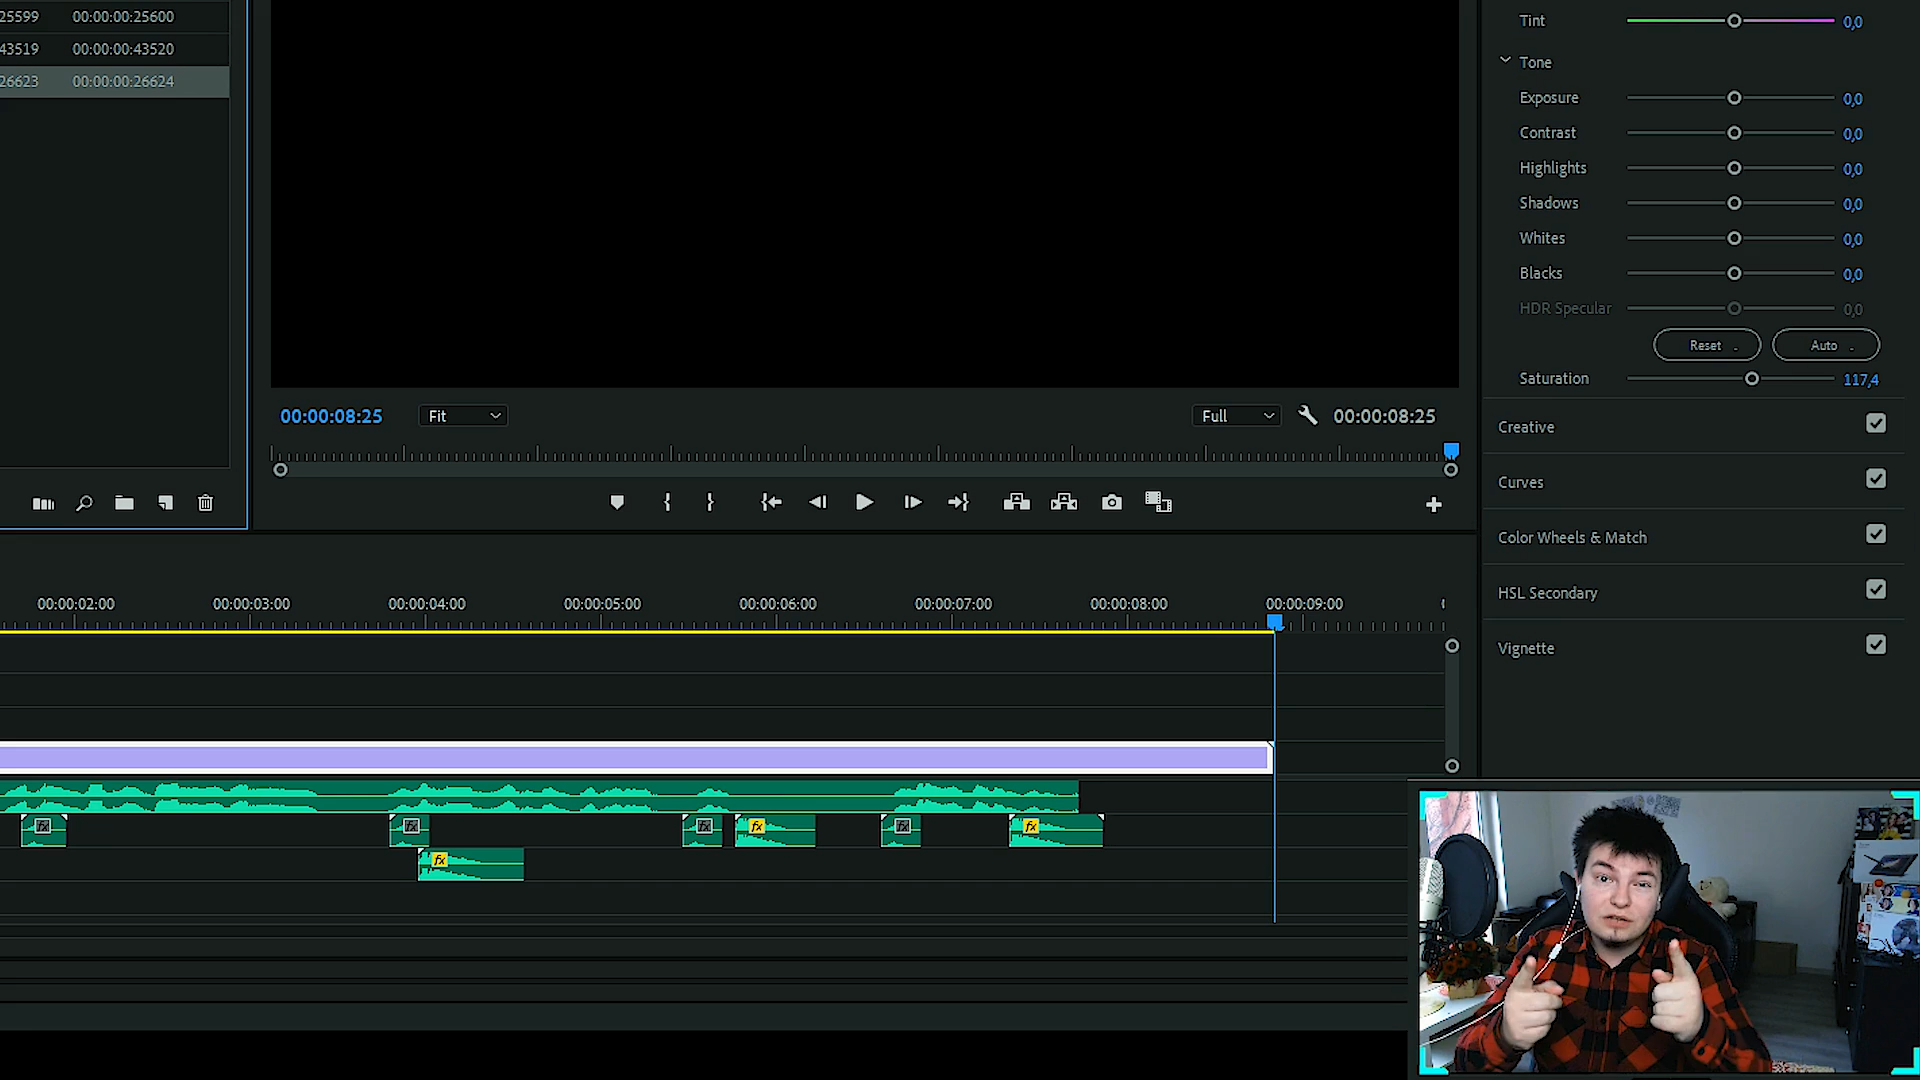 25599 00:00:00:25600
43519 00:00:00:43520
26623 00:00:00:26624
00:00:08:25 Fit Full 00:00:08:25
00:00:02:00 00:00:03:00 00:00:04:00 00:00:05:00 00:00:06:00 00:00:07:00 00:00:08:00 00:00:09:00
fx fx fx fx fx fx
fx
Tint 0,0
Tone
Exposure 0,0
Contrast 0,0
Highlights 0,0
Shadows 0,0
Whites 0,0
Blacks 0,0
HDR Specular 0,0
Reset Auto
Saturation 117,4
Creative
Curves
Color Wheels & Match
HSL Secondary
Vignette